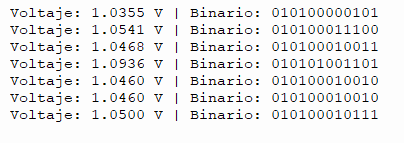 Voltaje: 1.0355 V | Binario: 010100000101
Voltaje: 1.0541 V | Binario: 010100011100
Voltaje: 1.0468 V | Binario: 010100010011
Voltaje: 1.0936 V | Binario: 010101001101
Voltaje: 1.0460 V | Binario: 010100010010
Voltaje: 1.0460 V | Binario: 010100010010
Voltaje: 1.0500 V | Binario: 010100010111